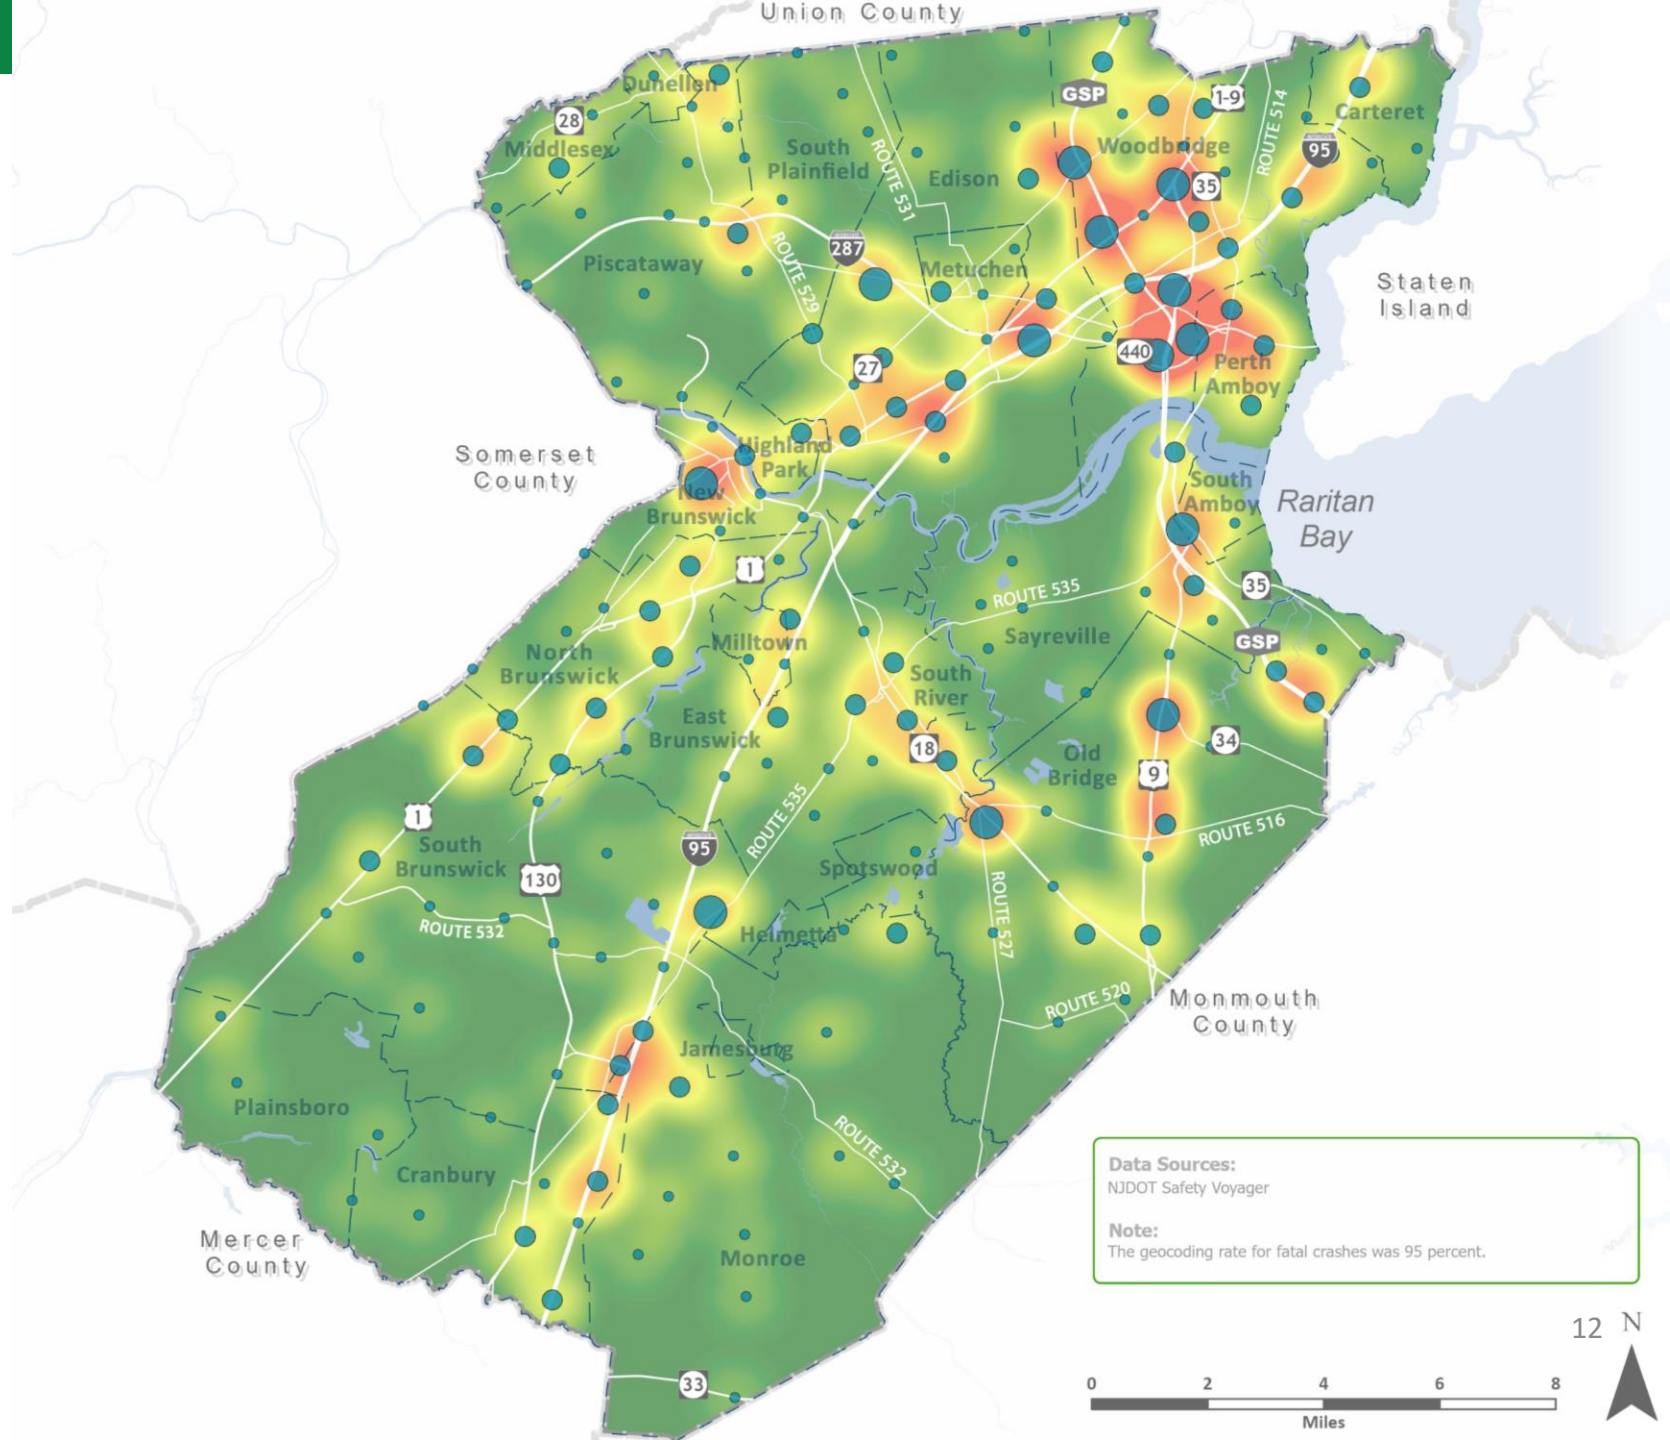 Union County
Dunellen
28
Middlesex
GSP
1-9
ROUTE 514
Carteret
South
Plainfield
ROUTE 531
Edison
Woodbridge
95
35
Piscataway
287
ROUTE 529
Metuchen
Staten
Island
27
440
Perth
Amboy
Somerset
County
Highland
Park
New
Brunswick
South
Amboy
Raritan
Bay
1
ROUTE 535
35
Milltown
Sayreville
GSP
North
Brunswick
South
River
East
Brunswick
18
Old
Bridge
34
9
1
ROUTE 535
ROUTE 516
South
Brunswick
95
130
Spotswood
ROUTE 532
Helmetta
ROUTE 527
ROUTE 520
Monmouth
County
Jamesburg
Plainsboro
ROUTE 532
Cranbury
Mercer
County
Monroe
33
Data Sources:
NJDOT Safety Voyager
Note:
The geocoding rate for fatal crashes was 95 percent.
12
N
0 2 4 6 8
Miles